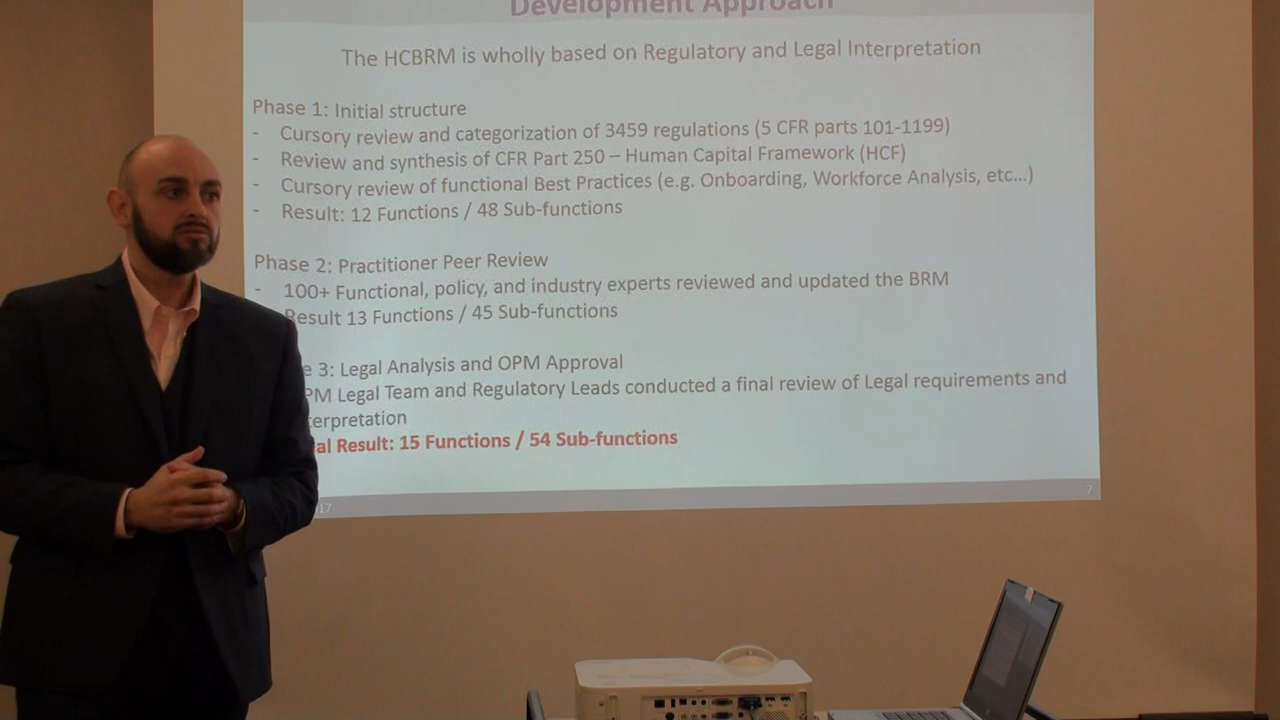 Development Approach
The HCBRM is wholly based on Regulatory and Legal Interpretation
Phase 1: Initial structure
- Cursory review and categorization of 3459 regulations (5 CFR parts 101-1199)
- Review and synthesis of CFR Part 250 – Human Capital Framework (HCF)
- Cursory review of functional Best Practices (e.g. Onboarding, Workforce Analysis, etc...)
- Result: 12 Functions / 48 Sub-functions
Phase 2: Practitioner Peer Review
- 100+ Functional, policy, and industry experts reviewed and updated the BRM
Result 13 Functions / 45 Sub-functions
e 3: Legal Analysis and OPM Approval
PM Legal Team and Regulatory Leads conducted a final review of Legal requirements and
terpretation
al Result: 15 Functions / 54 Sub-functions
17 7